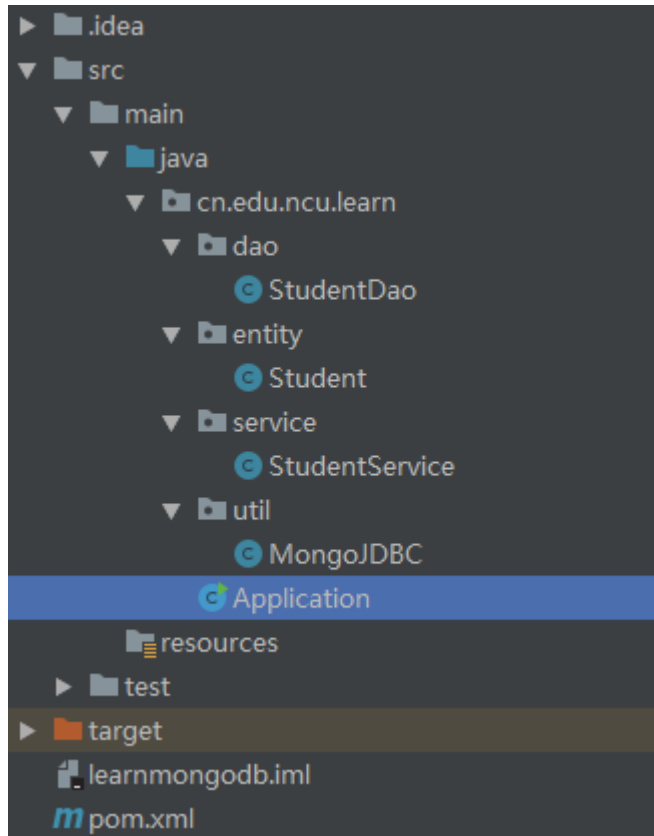 .idea
src
main
java
cn.edu.ncu.learn
dao
StudentDao
entity
Student
service
StudentService
util
MongoJDBC
Application
resources
test
target
learnmongodb.iml
pom.xml